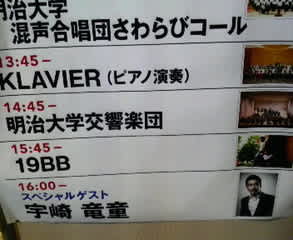 明治大学
混声合唱団さわらびコール
13:45-
KLAVIER (ピアノ演奏)
14:45-
明治大学交響楽団
15:45-
19BB
16:00-
スペシャルゲスト
宇崎 竜童